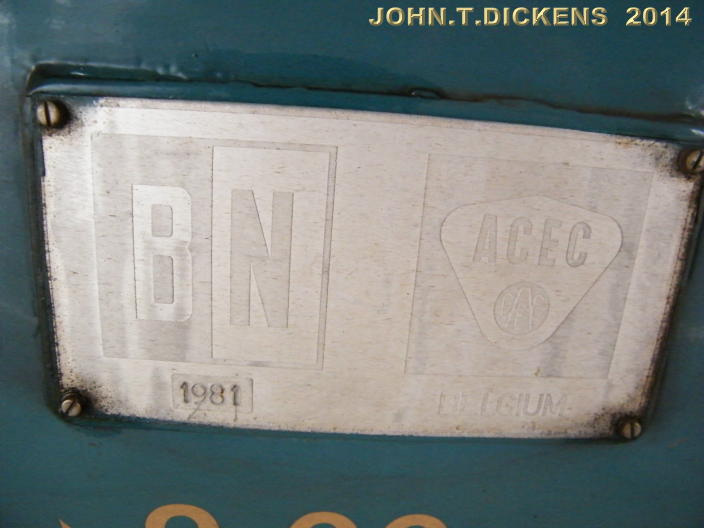 JOHN.T.DICKENS 2014
BN
ACEC
1981
BELGIUM